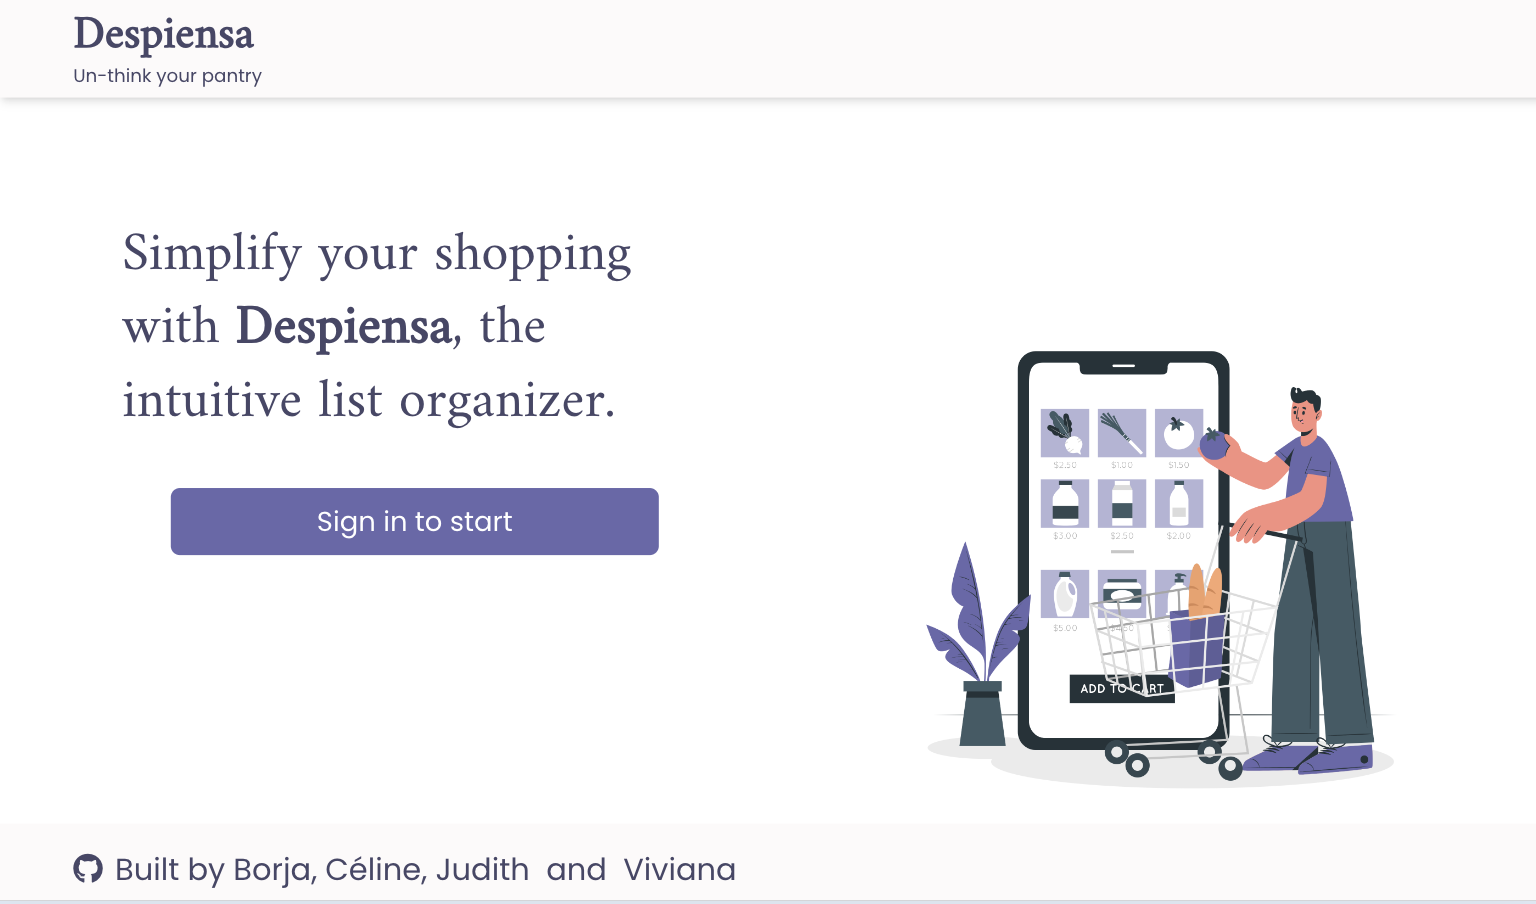 Despiensa
Un-think your pantry
Simplify your shopping
with Despiensa, the
intuitive list organizer.
Sign in to start
$2.50 $1.00 $1.50
$3.00 $2.50 $2.00
$5.00
ADD TO CART
Built by Borja, Céline, Judith and Viviana